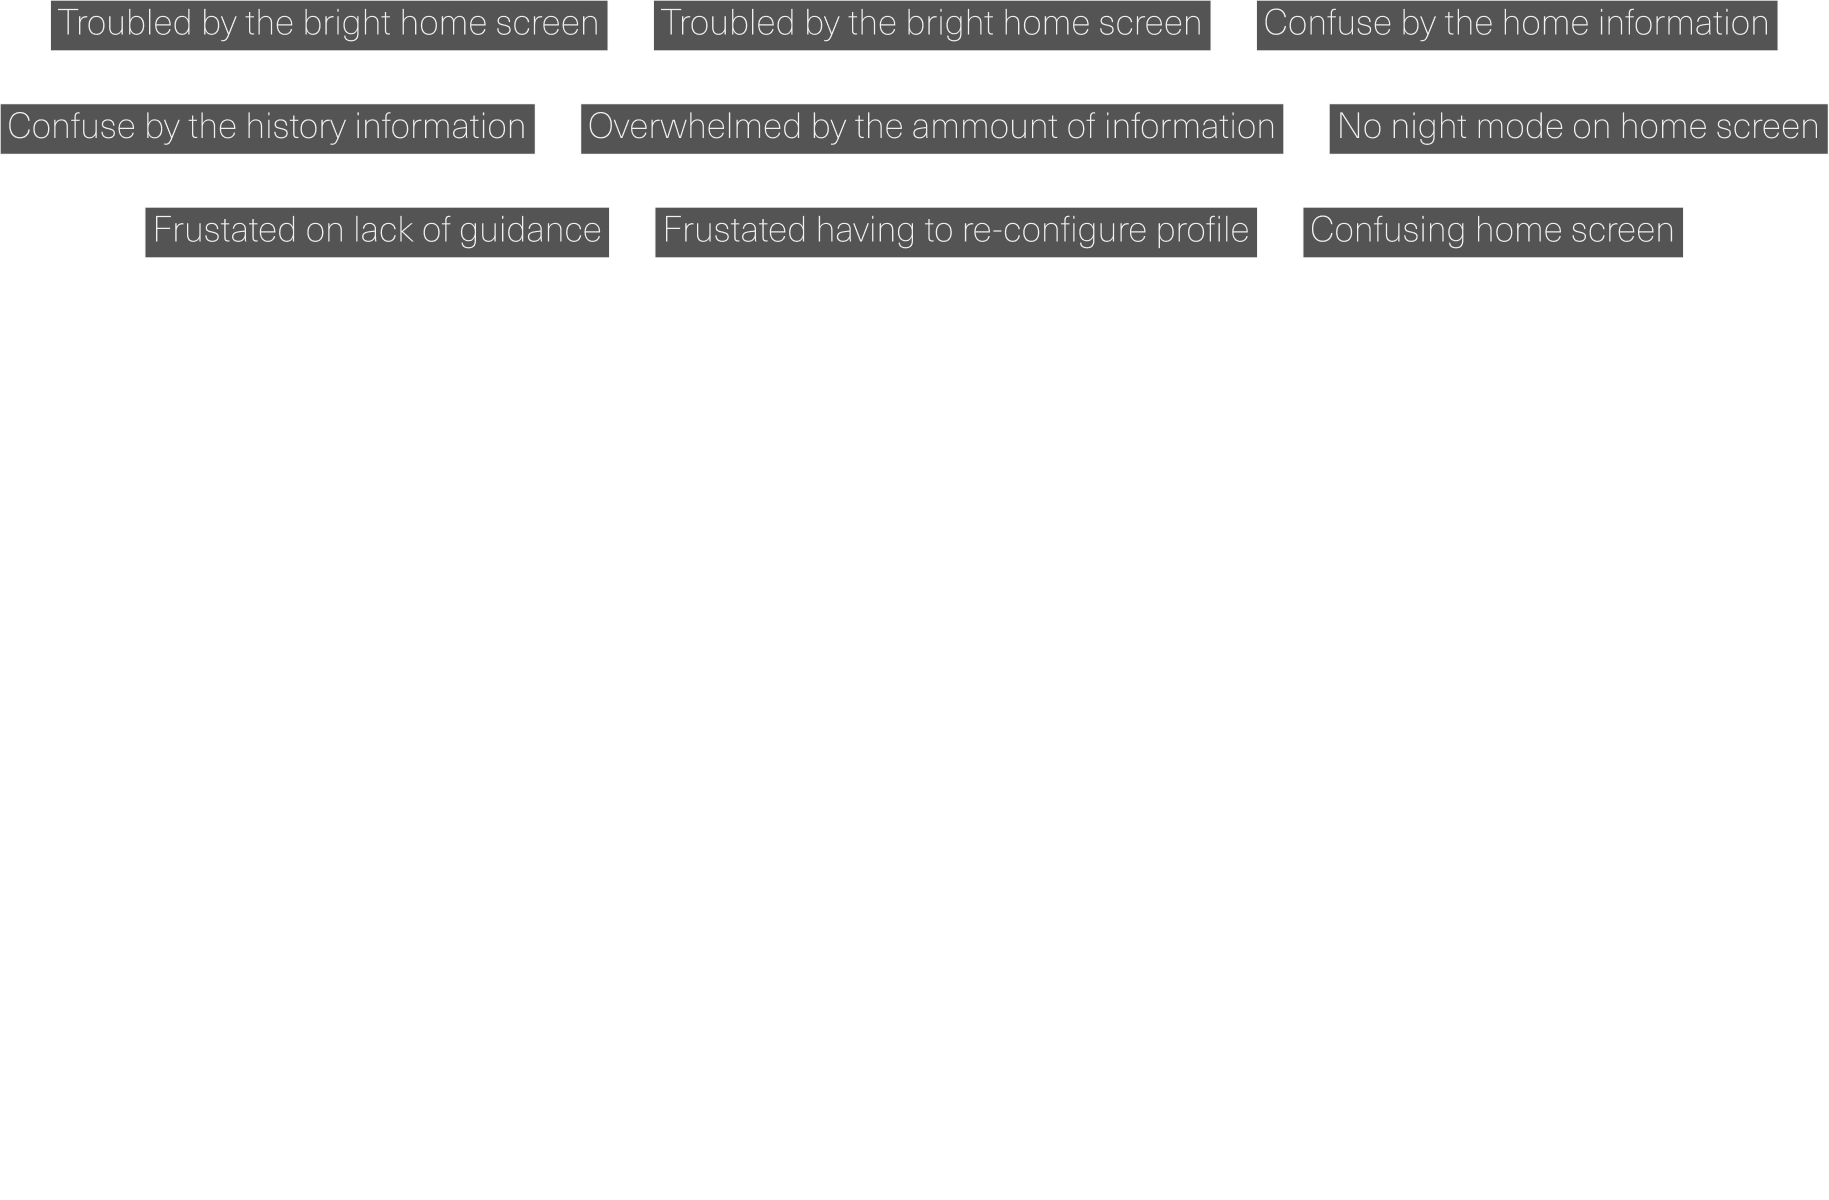 Troubled by the bright home screen
Troubled by the bright home screen
Confuse by the home information
Confuse by the history information
Overwhelmed by the ammount of information
No night mode on home screen
Frustated on lack of guidance
Frustated having to re-configure profile
Confusing home screen